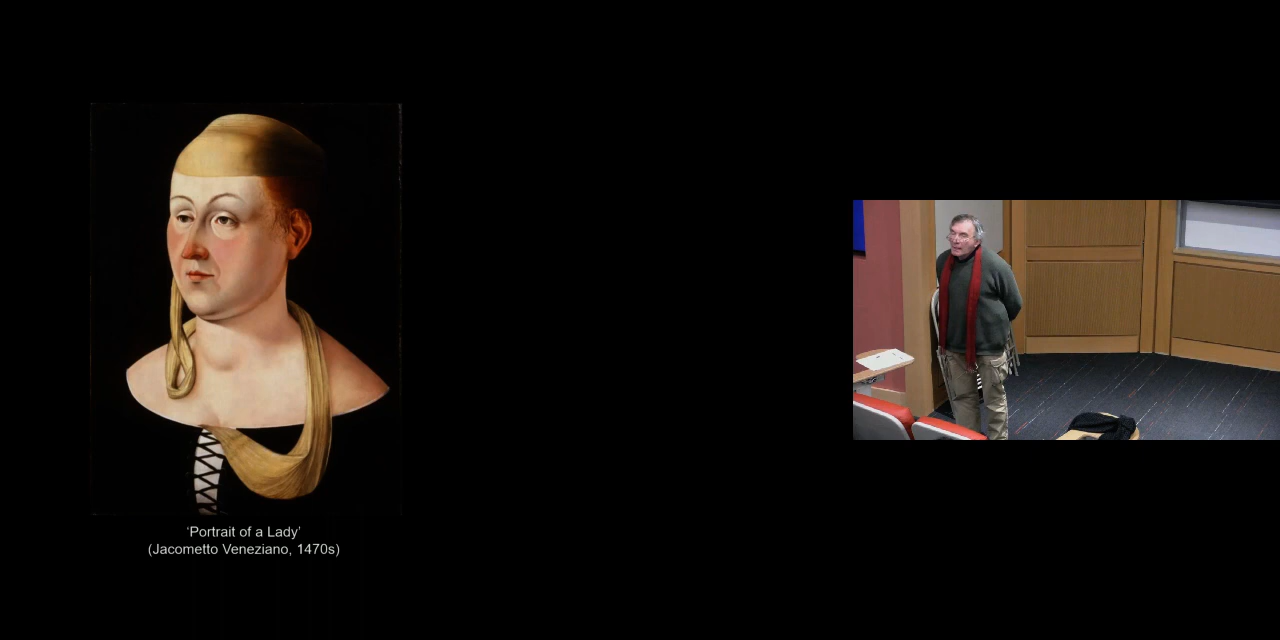 ‘Portrait of a Lady’
(Jacometto Veneziano, 1470s)